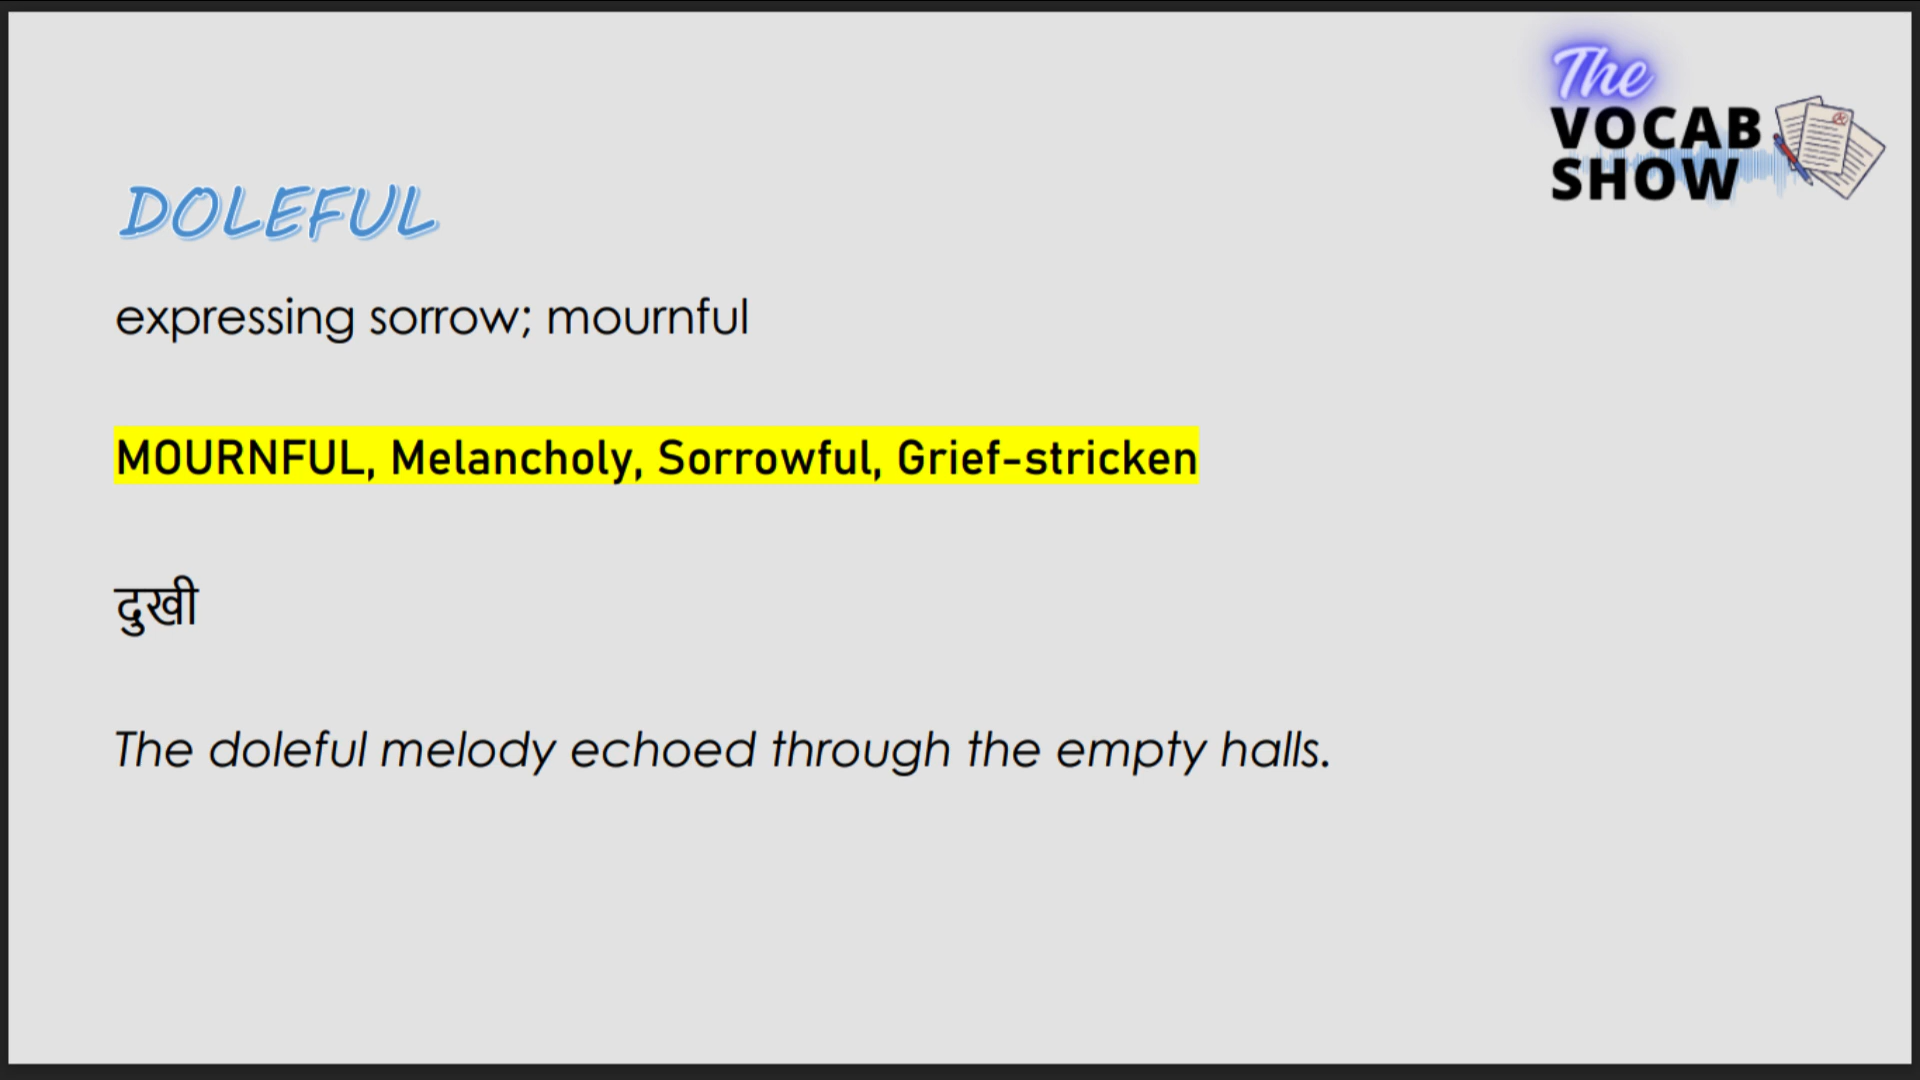 The
VOCAB
SHOW
DOLEFUL
expressing sorrow; mournful
MOURNFUL, Melancholy, Sorrowful, Grief-stricken
दुखी
The doleful melody echoed through the empty halls.